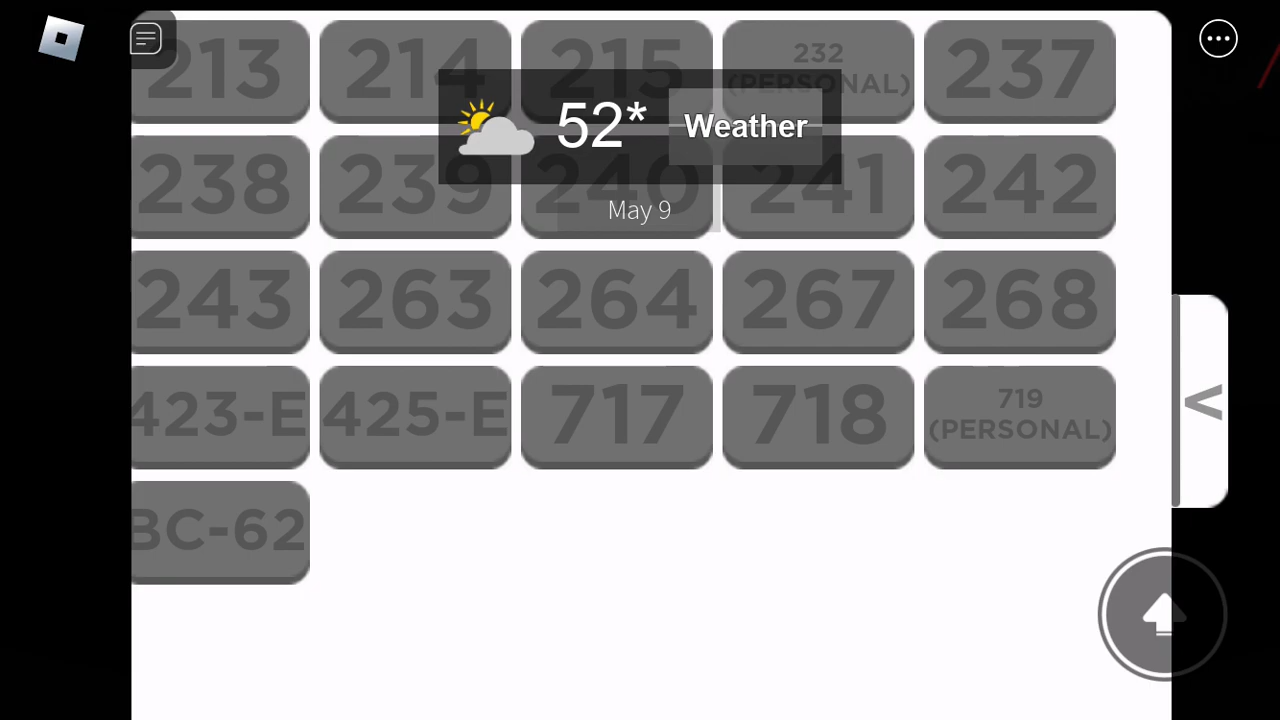 213 214 215 232
(PERSONAL) 237
52* Weather
238 239 240 241 242
May 9
243 263 264 267 268
423-E 425-E 717 718 719
(PERSONAL)
BC-62
<